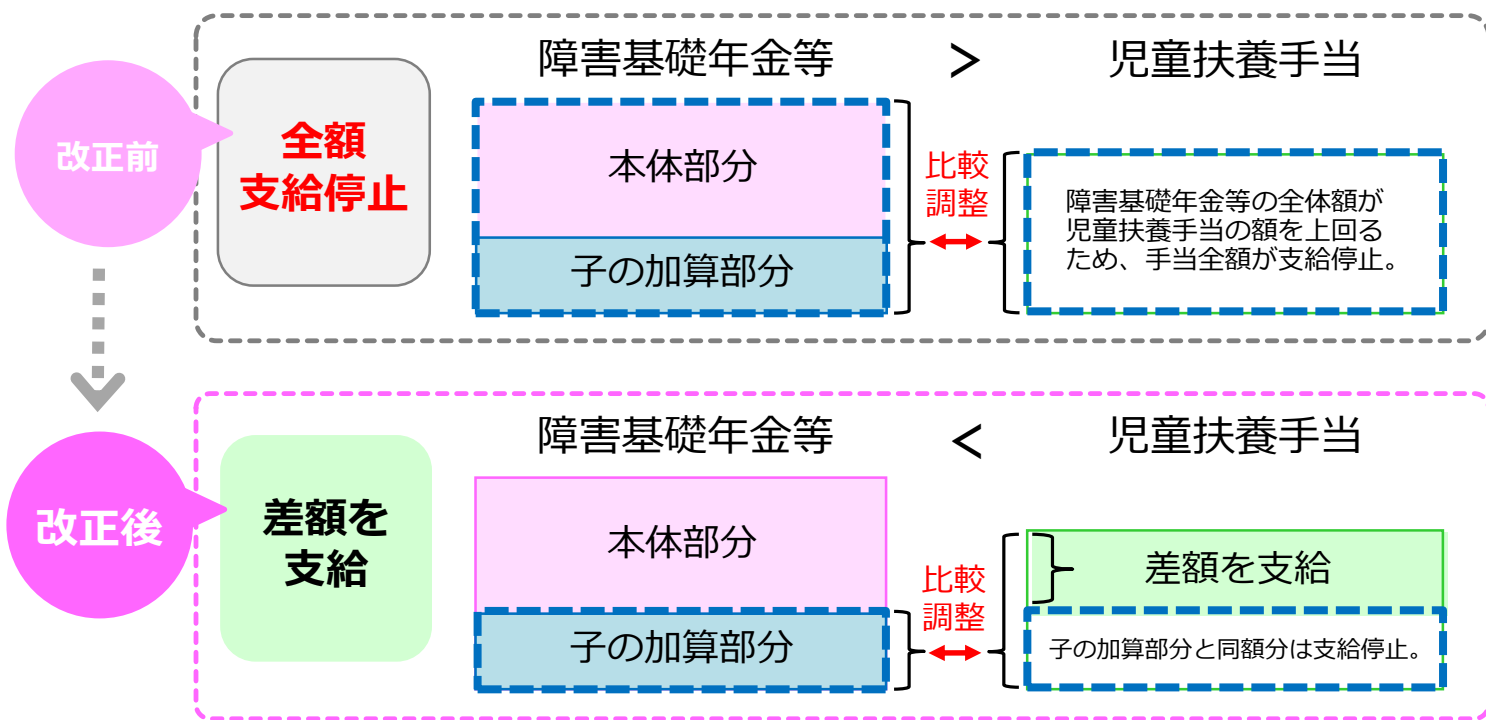 改正前
全額
支給停止
障害基礎年金等 > 児童扶養手当
本体部分
子の加算部分
比較
調整
障害基礎年金等の全体額が
児童扶養手当の額を上回る
ため、手当全額が支給停止。
改正後
差額を
支給
障害基礎年金等 < 児童扶養手当
本体部分
子の加算部分
比較
調整
差額を支給
子の加算部分と同額分は支給停止。